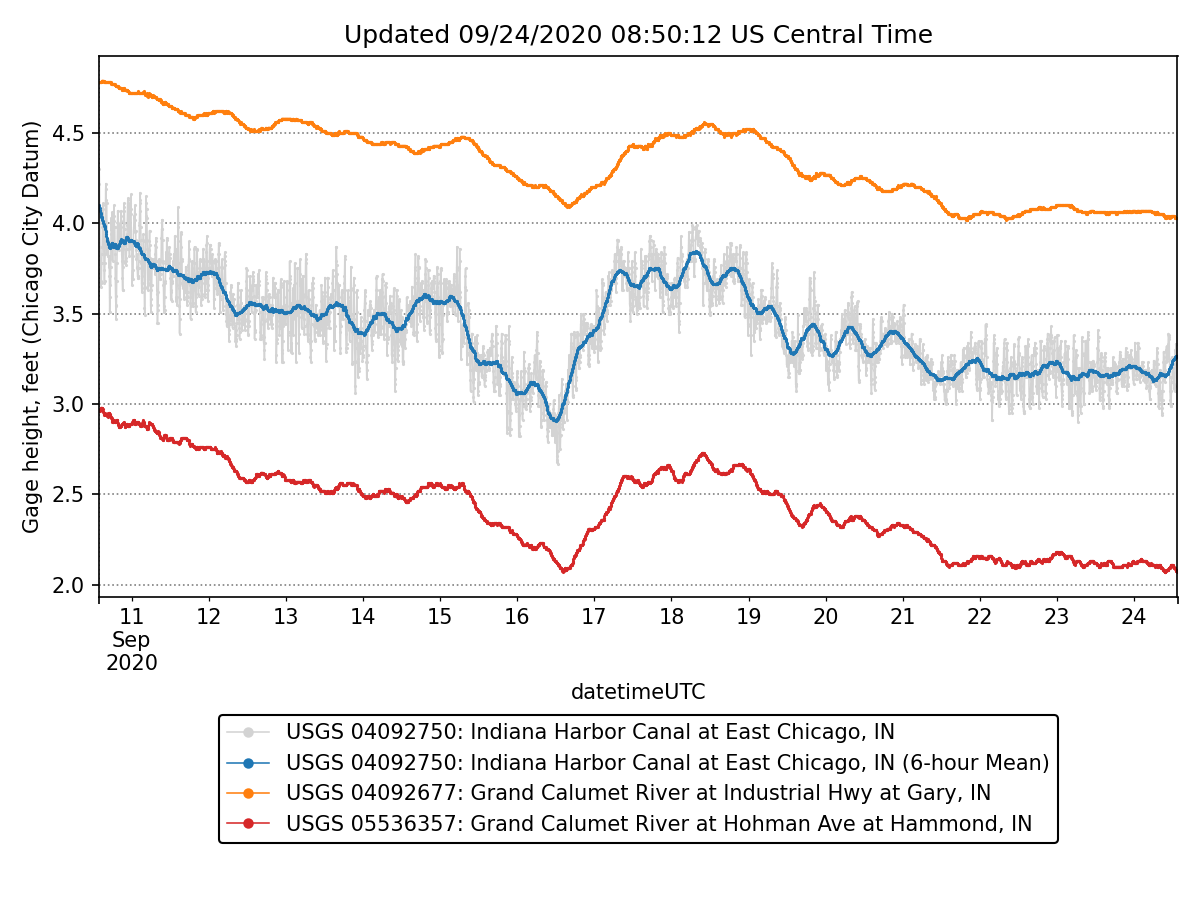 Updated 09/24/2020 08:50:12 US Central Time
Gage height, feet (Chicago City Datum)
4.5
4.0
3.5
3.0
2.5
2.0
11 12 13 14 15 16 17 18 19 20 21 22 23 24
Sep
2020
datetimeUTC
USGS 04092750: Indiana Harbor Canal at East Chicago, IN
USGS 04092750: Indiana Harbor Canal at East Chicago, IN (6-hour Mean)
USGS 04092677: Grand Calumet River at Industrial Hwy at Gary, IN
USGS 05536357: Grand Calumet River at Hohman Ave at Hammond, IN